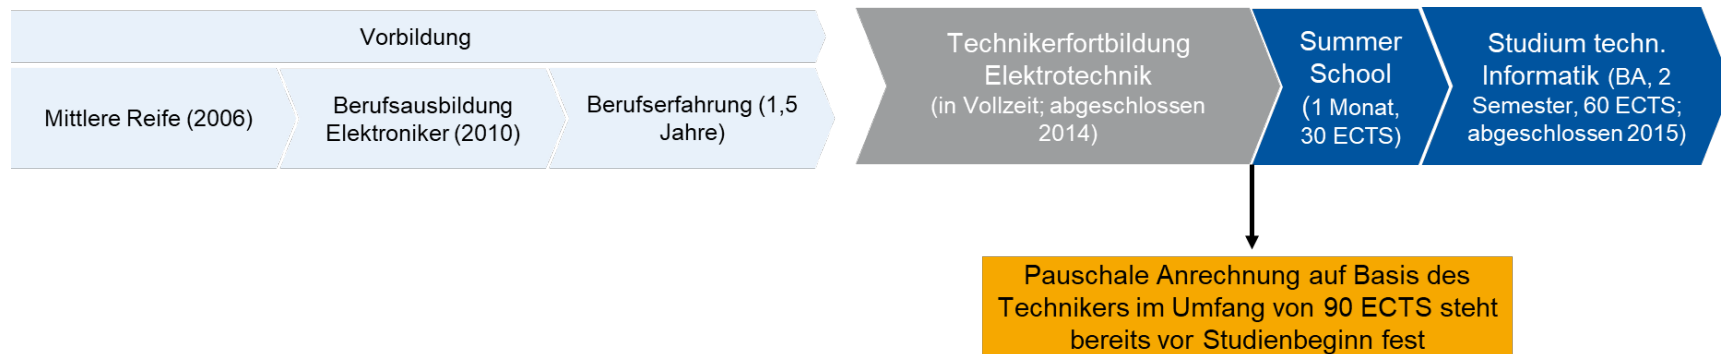 Vorbildung
Mittlere Reife (2006)
Berufsausbildung
Elektroniker (2010)
Berufserfahrung (1,5
Jahre)
Technikerfortbildung
Elektrotechnik
(in Vollzeit; abgeschlossen
2014)
Summer
School
(1 Monat,
30 ECTS)
Studium techn.
Informatik (BA, 2
Semester, 60 ECTS;
abgeschlossen 2015)
Pauschale Anrechnung auf Basis des
Technikers im Umfang von 90 ECTS steht
bereits vor Studienbeginn fest